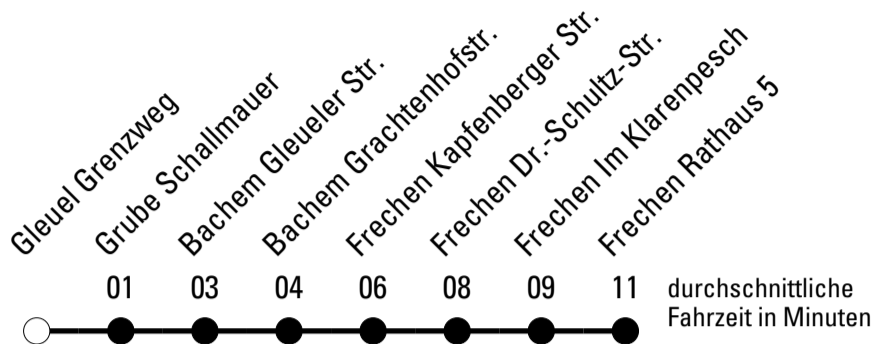 Gleuel Grenzweg
Grube Schallmauer
Bachem Gleueler Str.
Bachem Grachtenhofstr.
Frechen Kapfenberger Str.
Frechen Dr.-Schultz-Str.
Frechen Im Klarenpesch
Frechen Rathaus 5
01 03 04 06 08 09 11
durchschnittliche
Fahrzeit in Minuten